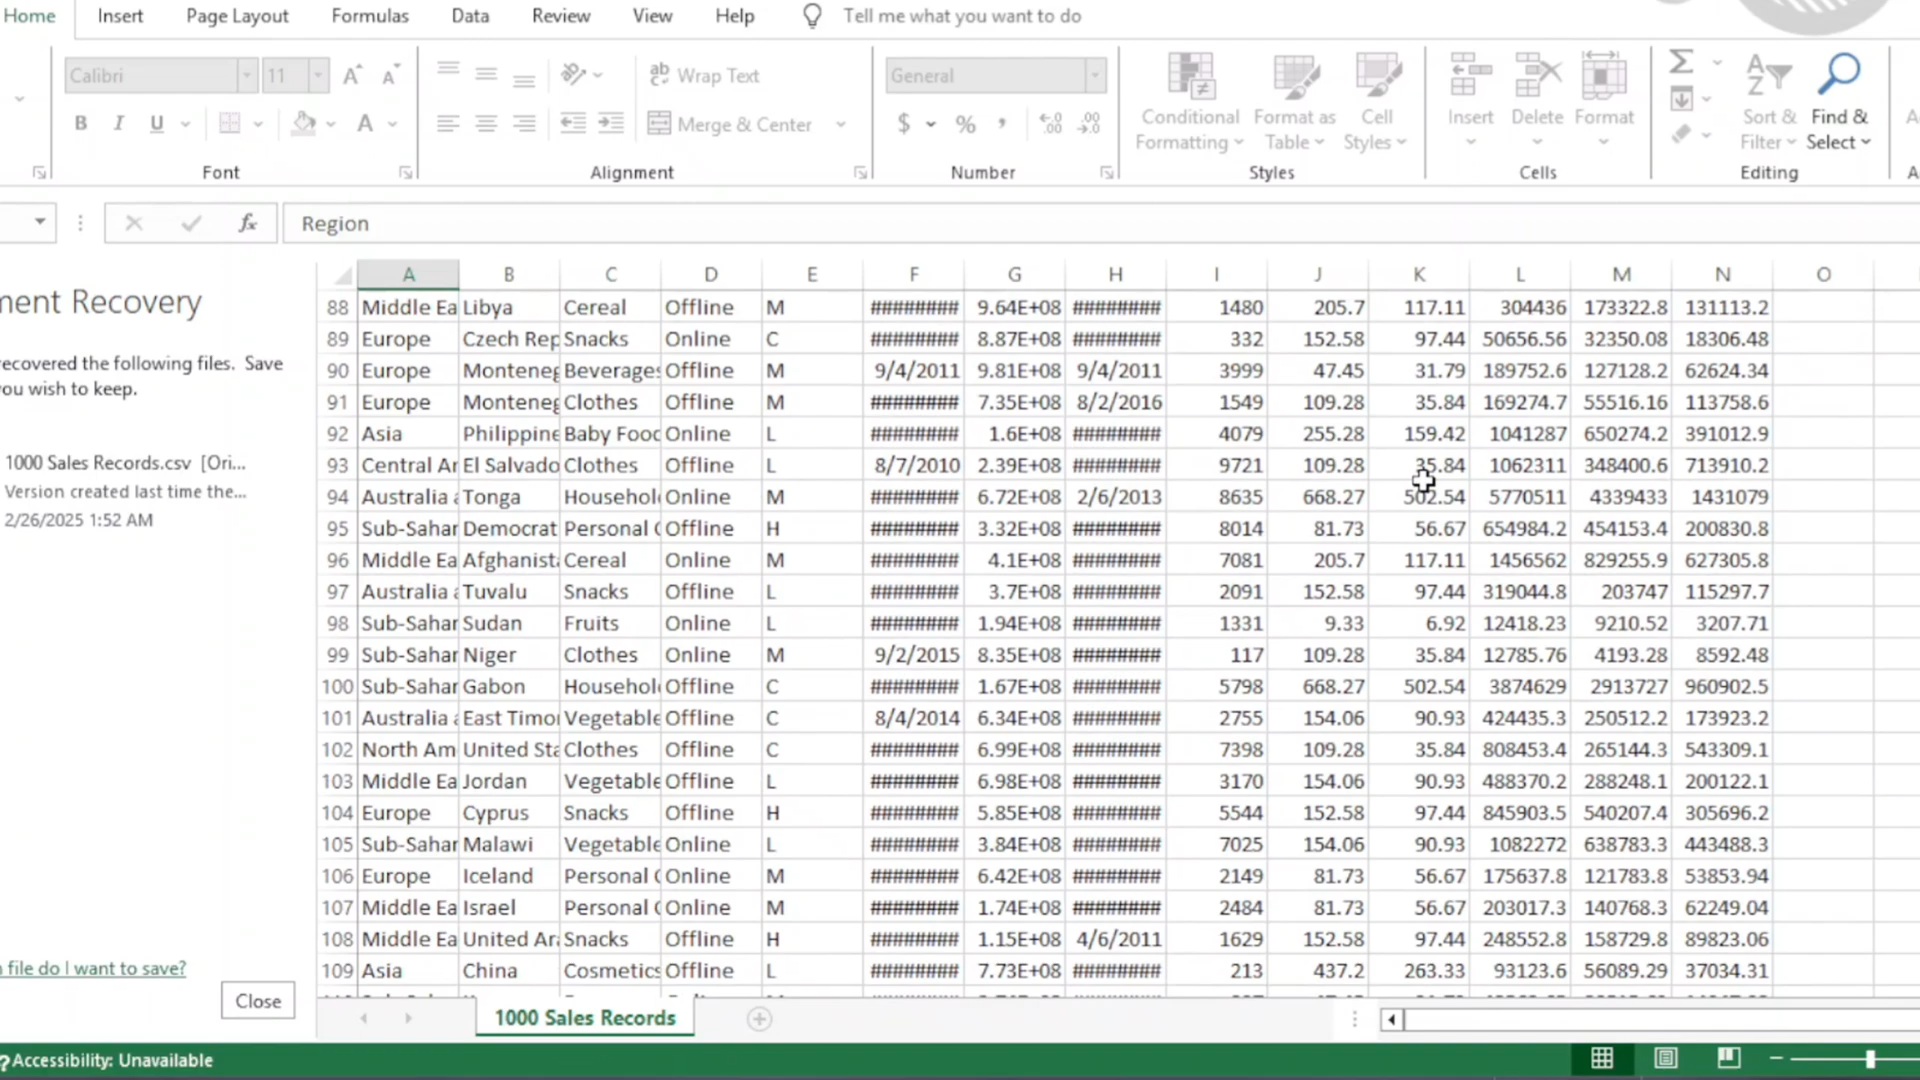 Home Insert Page Layout Formulas Data Review View Help Tell me what you want to do
Calibri 11 A A ab Wrap Text General
B I U A Merge & Center $ % , .00 .00
Conditional Formatting Format as Table Cell Styles Insert Delete Format Sort & Filter Find & Select
Font Alignment Number Styles Cells Editing
fx Region
ment Recovery
recovered the following files. Save
you wish to keep.
1000 Sales Records.csv [Ori...
Version created last time the...
2/26/2025 1:52 AM
file do I want to save?
Close
A B C D E F G H I J K L M N O
88 Middle Ea Libya Cereal Offline M ######## 9.64E+08 ######## 1480 205.7 117.11 304436 173322.8 131113.2
89 Europe Czech Rep Snacks Online C ######## 8.87E+08 ######## 332 152.58 97.44 50656.56 32350.08 18306.48
90 Europe Monteneg Beverages Offline M 9/4/2011 9.81E+08 9/4/2011 3999 47.45 31.79 189752.6 127128.2 62624.34
91 Europe Monteneg Clothes Offline M ######## 7.35E+08 8/2/2016 1549 109.28 35.84 169274.7 55516.16 113758.6
92 Asia Philippine Baby Food Online L ######## 1.6E+08 ######## 4079 255.28 159.42 1041287 650274.2 391012.9
93 Central Am El Salvado Clothes Offline L 8/7/2010 2.39E+08 ######## 9721 109.28 35.84 1062311 348400.6 713910.2
94 Australia a Tonga Househol Online M ######## 6.72E+08 2/6/2013 8635 668.27 502.54 5770511 4339433 1431079
95 Sub-Sahar Democrat Personal C Offline H ######## 3.32E+08 ######## 8014 81.73 56.67 654984.2 454153.4 200830.8
96 Middle Ea Afghanista Cereal Online M ######## 4.1E+08 ######## 7081 205.7 117.11 1456562 829255.9 627305.8
97 Australia a Tuvalu Snacks Online L ######## 3.7E+08 ######## 2091 152.58 97.44 319044.8 203747 115297.7
98 Sub-Sahar Sudan Fruits Online L ######## 1.94E+08 ######## 1331 9.33 6.92 12418.23 9210.52 3207.71
99 Sub-Sahar Niger Clothes Online M 9/2/2015 8.35E+08 ######## 117 109.28 35.84 12785.76 4193.28 8592.48
100 Sub-Sahar Gabon Househol Offline C ######## 1.67E+08 ######## 5798 668.27 502.54 3874629 2913727 960902.5
101 Australia a East Timor Vegetable Offline C 8/4/2014 6.34E+08 ######## 2755 154.06 90.93 424435.3 250512.2 173923.2
102 North Am United Sta Clothes Offline C ######## 6.99E+08 ######## 7398 109.28 35.84 808453.4 265144.3 543309.1
103 Middle Ea Jordan Vegetable Offline L ######## 6.98E+08 ######## 3170 154.06 90.93 488370.2 288248.1 200122.1
104 Europe Cyprus Snacks Offline H ######## 5.85E+08 ######## 5544 152.58 97.44 845903.5 540207.4 305696.2
105 Sub-Sahar Malawi Vegetable Online L ######## 3.84E+08 ######## 7025 154.06 90.93 1082272 638783.3 443488.3
106 Europe Iceland Personal C Online M ######## 6.42E+08 ######## 2149 81.73 56.67 175637.8 121783.8 53853.94
107 Middle Ea Israel Personal C Online M ######## 1.74E+08 ######## 2484 81.73 56.67 203017.3 140768.3 62249.04
108 Middle Ea United Ara Snacks Offline H ######## 1.15E+08 4/6/2011 1629 152.58 97.44 248552.8 158729.8 89823.06
109 Asia China Cosmetics Offline L ######## 7.73E+08 ######## 213 437.2 263.33 93123.6 56089.29 37034.31
1000 Sales Records
Accessibility: Unavailable